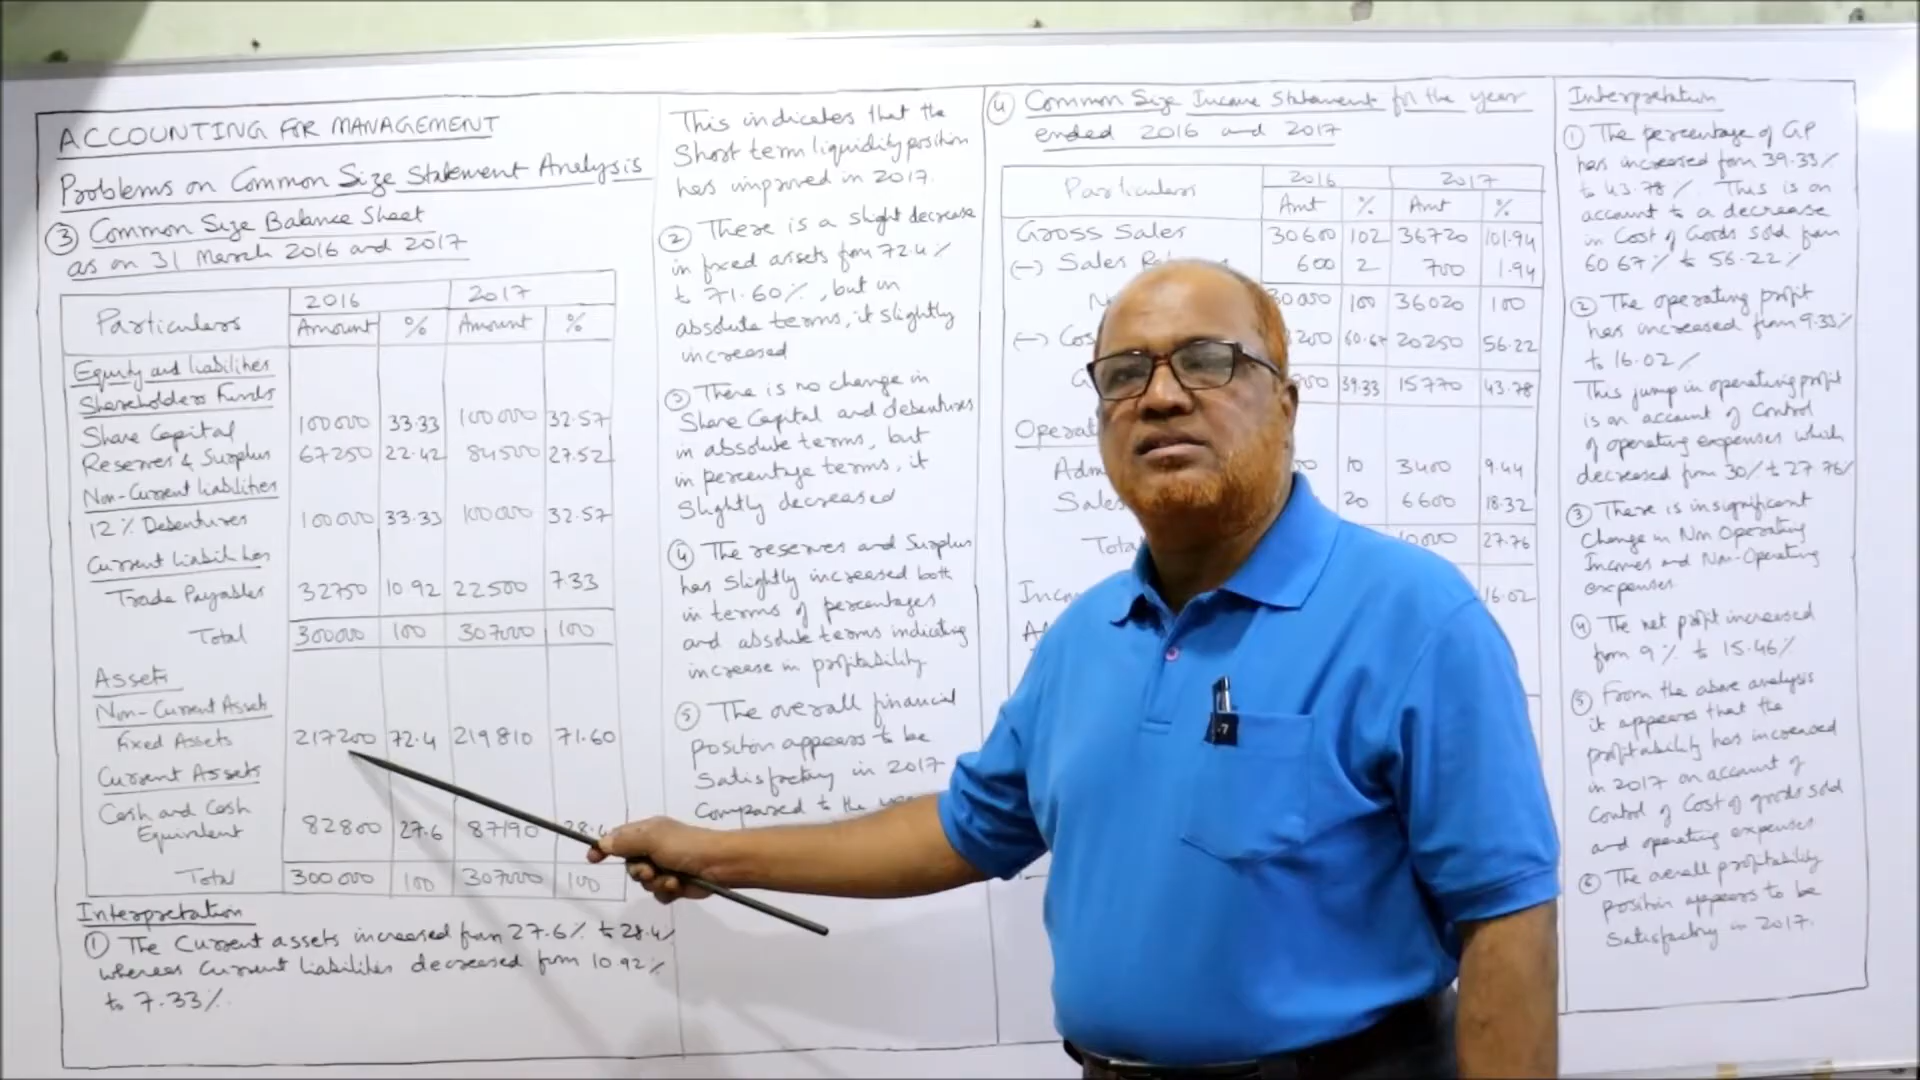 ACCOUNTING FOR MANAGEMENT
Problems on Common Size Statement Analysis
③ Common Size Balance Sheet
as on 31 March 2016 and 2017
Particulars 2016 2017
Amount % Amount %
Equity and liabilities
Shareholders Funds
Share Capital 100000 33.33 100000 32.57
Reserves & Surplus 67250 22.42 84500 27.52
Non-Current liabilities
12% Debentures 100000 33.33 100000 32.57
Current liabilities
Trade Payables 32750 10.92 22500 7.33
Total 300000 100 307000 100
Assets
Non-Current Assets
Fixed Assets 217200 72.4 219810 71.60
Current Assets
Cash and Cash
Equivalent 82800 27.6 87190 28.4
Total 300000 100 307000 100
Interpretation
① The Current assets increased from 27.6% to 28.4%
whereas Current liabilities decreased from 10.92%
to 7.33%.
This indicates that the
Short term liquidity position
has improved in 2017.
② There is a slight decrease
in fixed assets from 72.4%
to 71.60%, but in
absolute terms, it slightly
increased
③ There is no change in
Share Capital and debentures
in absolute terms, but
in percentage terms, it
Slightly decreased
④ The reserves and Surplus
has Slightly increased both
in terms of percentages
and absolute terms indicating
increase in profitability
⑤ The overall financial
position appears to be
Satisfactory in 2017
Compared to the
④ Common Size Income Statement for the year
ended 2016 and 2017
Particulars 2016 2017
Amt % Amt %
Gross Sales 30600 102 36720 101.94
(-) Sales 600 2 700 1.94
30000 100 36020 100
(-) 200 60.67 20250 56.22
39.33 15770 43.78
10 3400 9.44
Sales 20 6600 18.32
Total 10000 27.76
16.02
Interpretation
① The percentage of GP
has increased from 39.33%
to 43.78%. This is on
account to a decrease
in Cost of Goods sold from
60.67% to 56.22%
② The operating profit
has increased from 9.33%
to 16.02%
This jump in operating profit
is on account of Control
of operating expenses which
decreased from 30% to 27.76%
③ There is insignificant
Change in Non Operating
Incomes and Non-Operating
expenses
④ The net profit increased
from 9% to 15.46%
⑤ From the above analysis
it appears that the
profitability has increased
in 2017 on account of
Control of Cost of goods sold
and operating expenses
⑥ The overall profitability
position appears to be
Satisfactory in 2017.